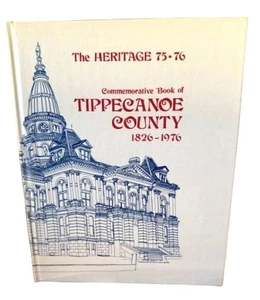 The HERITAGE 75-76
Commemorative Book of
TIPPECANOE
COUNTY
1826-1976